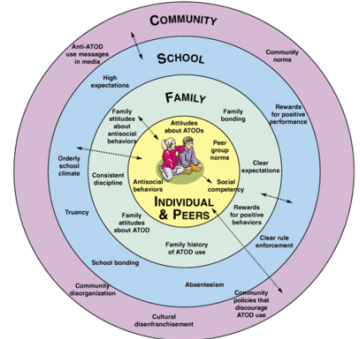 COMMUNITY
Anti-ATOD
use messages
in media
Community
norms
SCHOOL
High
expectations
Rewards
for positive
performance
FAMILY
Family
attitudes
about
antisocial
behaviors
Family
bonding
Attitudes
about ATODs
Peer
group
norms
Orderly
school
climate
Clear
expectations
Consistent
discipline
Antisocial
behaviors
Social
competency
INDIVIDUAL
& PEERS
Rewards
for positive
behaviors
Truancy
Family
attitudes
about ATOD
Clear rule
enforcement
Family history
of ATOD use
School bonding
Absenteeism
Community
disorganization
Community
policies that
discourage
ATOD use
Cultural
disenfranchisement